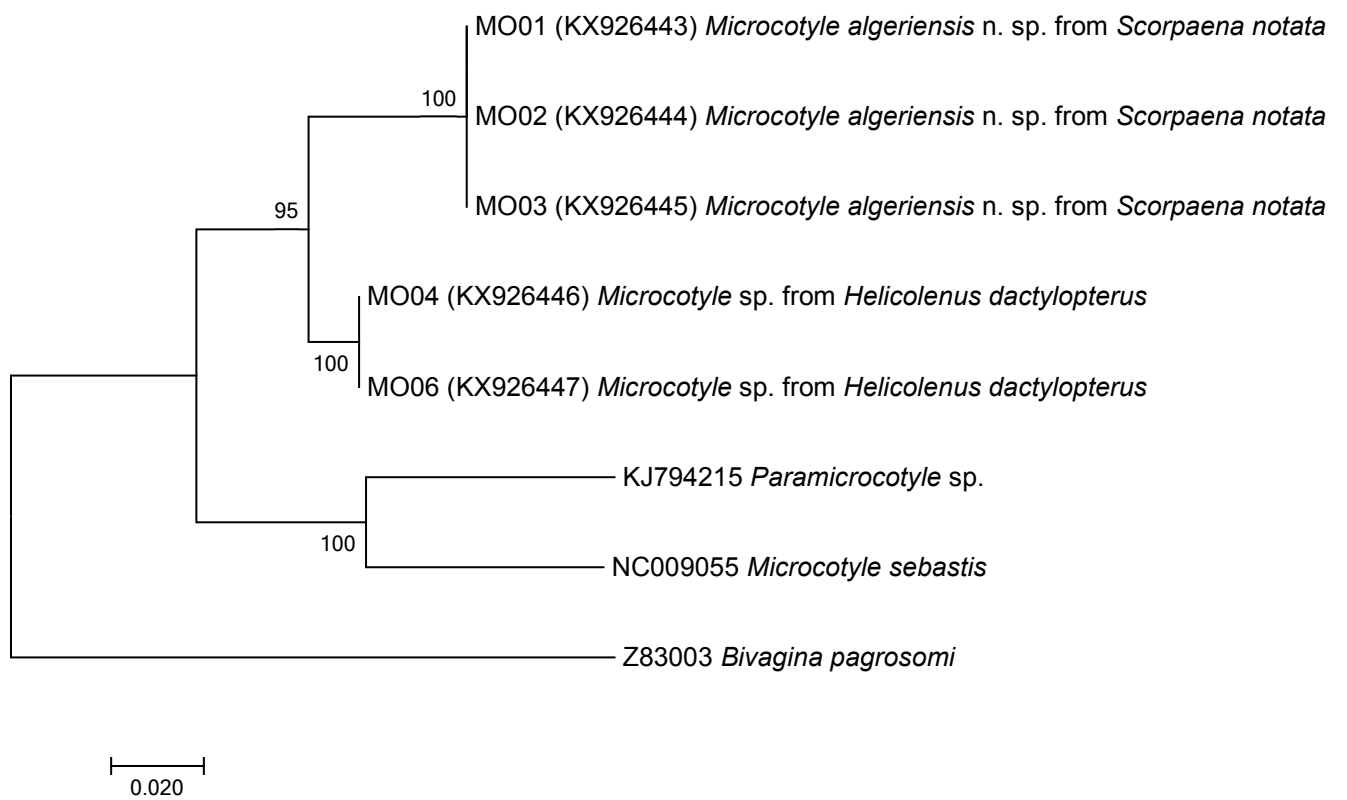 MO01 (KX926443) Microcotyle algeriensis n. sp. from Scorpaena notata
100
MO02 (KX926444) Microcotyle algeriensis n. sp. from Scorpaena notata
MO03 (KX926445) Microcotyle algeriensis n. sp. from Scorpaena notata
95
MO04 (KX926446) Microcotyle sp. from Helicolenus dactylopterus
100
MO06 (KX926447) Microcotyle sp. from Helicolenus dactylopterus
KJ794215 Paramicrocotyle sp.
100
NC009055 Microcotyle sebastis
Z83003 Bivagina pagrosomi
0.020